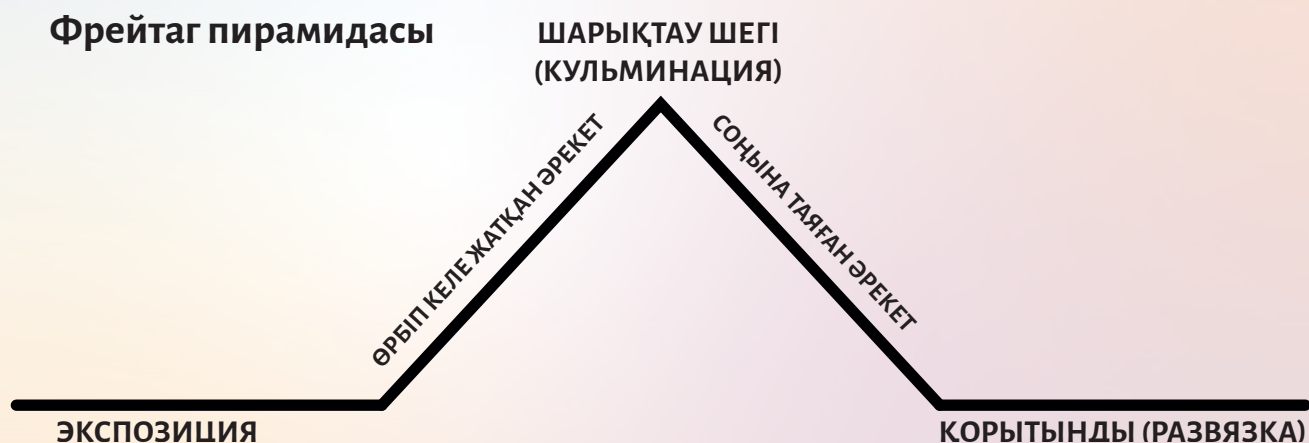 Фрейтаг пирамидасы
ШАРЫҚТАУ ШЕГІ
(КУЛЬМИНАЦИЯ)
ӨРБІП КЕЛЕ ЖАТҚАН ӘРЕКЕТ
СОҢЫНА ТАЯҒАН ӘРЕКЕТ
ЭКСПОЗИЦИЯ
ҚОРЫТЫНДЫ (РАЗВЯЗКА)